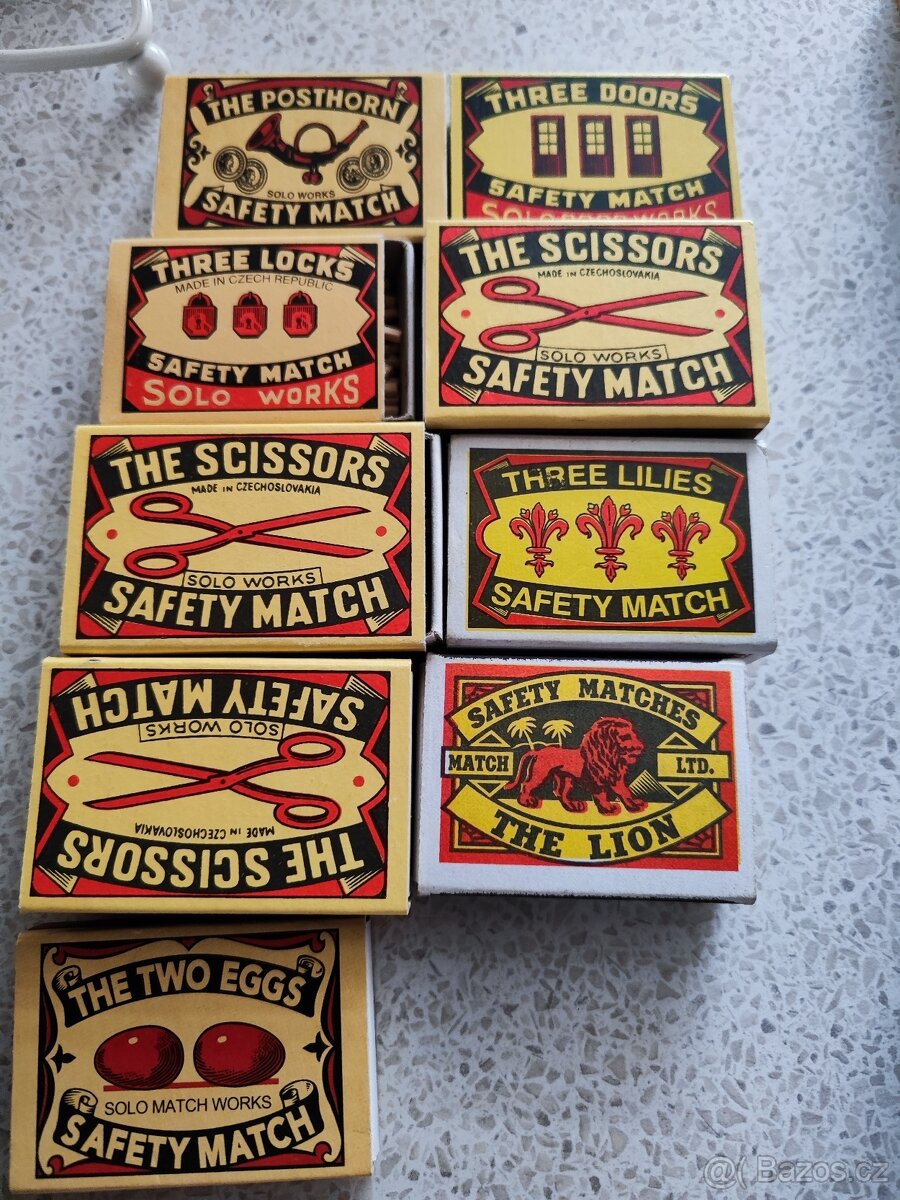 THE POSTHORN
SOLO WORKS
SAFETY MATCH
THREE DOORS
SAFETY MATCH
SOLO WORKS
THREE LOCKS
MADE IN CZECH REPUBLIC
SAFETY MATCH
SOLO WORKS
THE SCISSORS
MADE IN CZECHOSLOVAKIA
SOLO WORKS
SAFETY MATCH
THE SCISSORS
MADE IN CZECHOSLOVAKIA
SOLO WORKS
SAFETY MATCH
THREE LILIES
SAFETY MATCH
THE SCISSORS
MADE IN CZECHOSLOVAKIA
SOLO WORKS
SAFETY MATCH
SAFETY MATCHES
MATCH LTD.
THE LION
THE TWO EGGS
SOLO MATCH WORKS
SAFETY MATCH
@ Bazos.cz